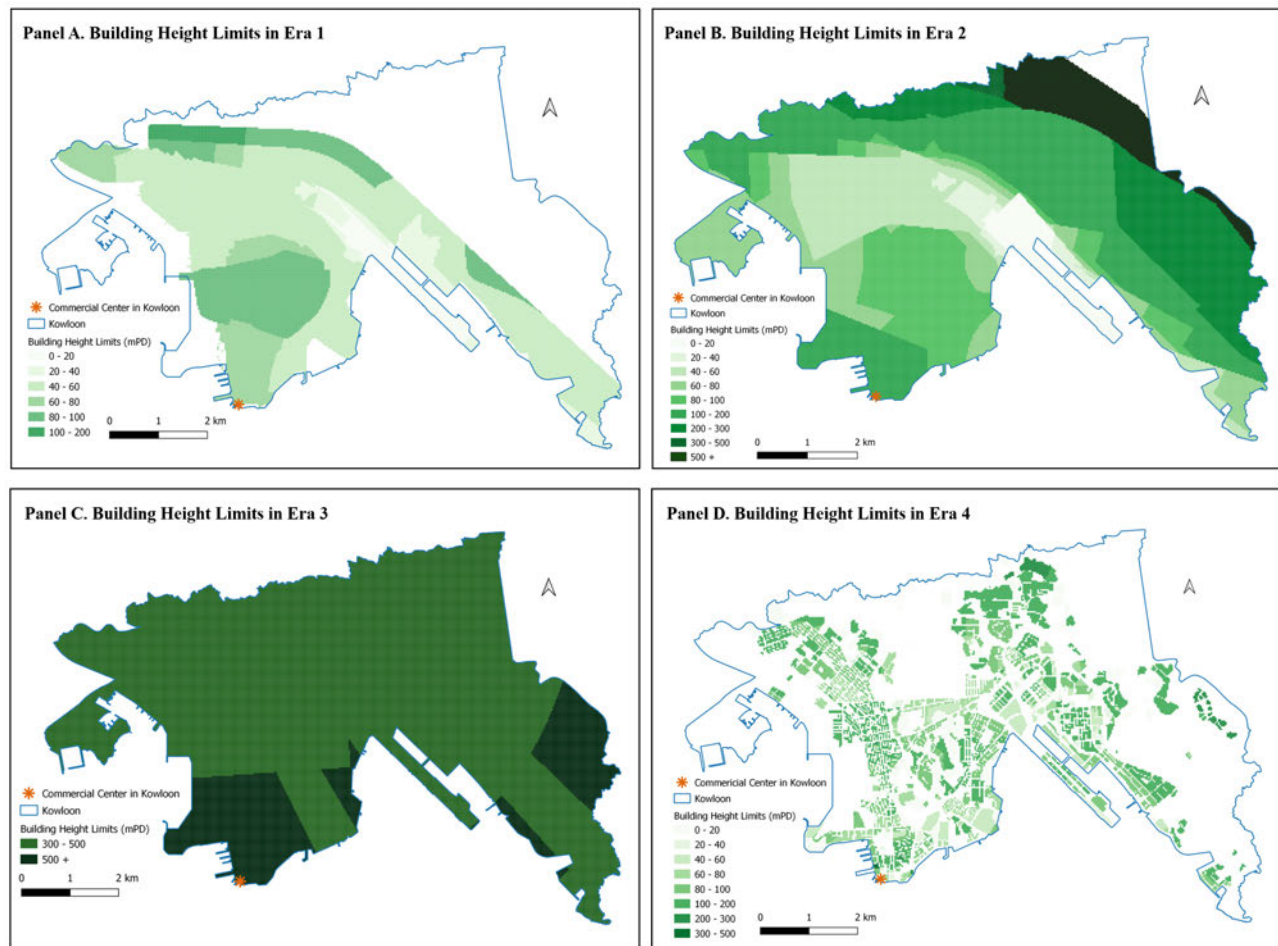 Panel A. Building Height Limits in Era 1
Commercial Center in Kowloon
Kowloon
Building Height Limits (mPD)
0 - 20
20 - 40
40 - 60
60 - 80
80 - 100
100 - 200
0 1 2 km
Panel B. Building Height Limits in Era 2
Commercial Center in Kowloon
Kowloon
Building Height Limits (mPD)
0 - 20
20 - 40
40 - 60
60 - 80
80 - 100
100 - 200
200 - 300
300 - 500
500 +
0 1 2 km
Panel C. Building Height Limits in Era 3
Commercial Center in Kowloon
Kowloon
Building Height Limits (mPD)
300 - 500
500 +
0 1 2 km
Panel D. Building Height Limits in Era 4
Commericial Center in Kowloon
Kowloon
Building Height Limits (mPD)
0 - 20
20 - 40
40 - 60
60 - 80
80 - 100
100 - 200
200 - 300
300 - 500
0 1 2 km